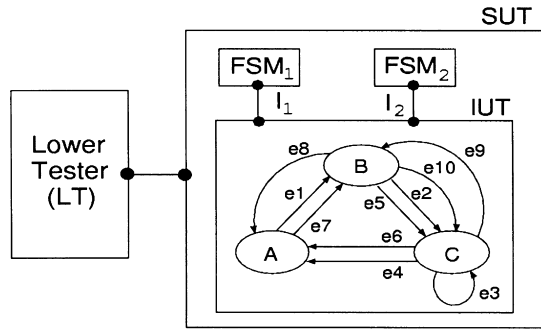 SUT
FSM1
FSM2
I1
I2
IUT
Lower
Tester
(LT)
e8
B
e9
e10
e1
e2
e7
e5
A
e6
C
e4
e3